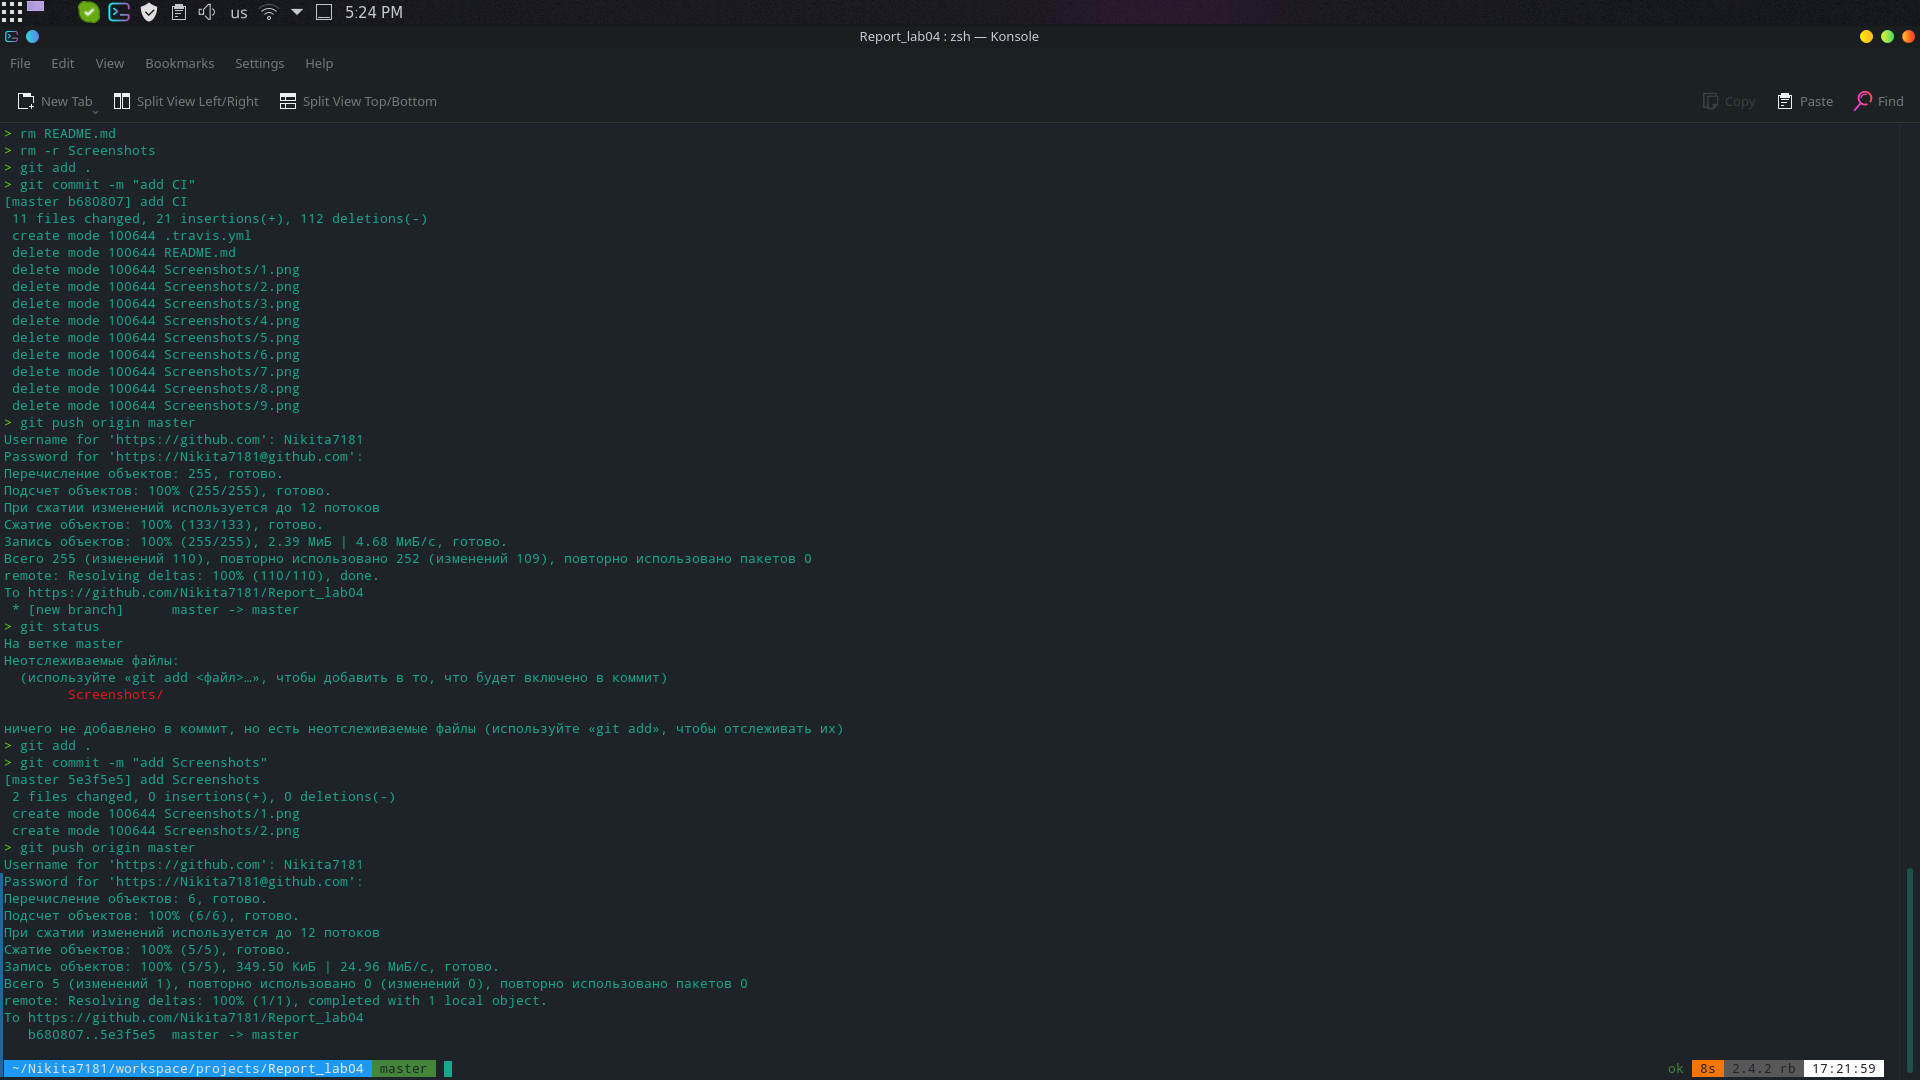 us 5:24 PM
Report_lab04 : zsh — Konsole
File Edit View Bookmarks Settings Help
New Tab Split View Left/Right Split View Top/Bottom Copy Paste Find
> rm README.md
> rm -r Screenshots
> git add .
> git commit -m "add CI"
[master b680807] add CI
 11 files changed, 21 insertions(+), 112 deletions(-)
 create mode 100644 .travis.yml
 delete mode 100644 README.md
 delete mode 100644 Screenshots/1.png
 delete mode 100644 Screenshots/2.png
 delete mode 100644 Screenshots/3.png
 delete mode 100644 Screenshots/4.png
 delete mode 100644 Screenshots/5.png
 delete mode 100644 Screenshots/6.png
 delete mode 100644 Screenshots/7.png
 delete mode 100644 Screenshots/8.png
 delete mode 100644 Screenshots/9.png
> git push origin master
Username for 'https://github.com': Nikita7181
Password for 'https://Nikita7181@github.com':
Перечисление объектов: 255, готово.
Подсчет объектов: 100% (255/255), готово.
При сжатии изменений используется до 12 потоков
Сжатие объектов: 100% (133/133), готово.
Запись объектов: 100% (255/255), 2.39 МиБ | 4.68 МиБ/с, готово.
Всего 255 (изменений 110), повторно использовано 252 (изменений 109), повторно использовано пакетов 0
remote: Resolving deltas: 100% (110/110), done.
To https://github.com/Nikita7181/Report_lab04
 * [new branch]      master -> master
> git status
На ветке master
Неотслеживаемые файлы:
  (используйте «git add <файл>…», чтобы добавить в то, что будет включено в коммит)
        Screenshots/
ничего не добавлено в коммит, но есть неотслеживаемые файлы (используйте «git add», чтобы отслеживать их)
> git add .
> git commit -m "add Screenshots"
[master 5e3f5e5] add Screenshots
 2 files changed, 0 insertions(+), 0 deletions(-)
 create mode 100644 Screenshots/1.png
 create mode 100644 Screenshots/2.png
> git push origin master
Username for 'https://github.com': Nikita7181
Password for 'https://Nikita7181@github.com':
Перечисление объектов: 6, готово.
Подсчет объектов: 100% (6/6), готово.
При сжатии изменений используется до 12 потоков
Сжатие объектов: 100% (5/5), готово.
Запись объектов: 100% (5/5), 349.50 КиБ | 24.96 МиБ/с, готово.
Всего 5 (изменений 1), повторно использовано 0 (изменений 0), повторно использовано пакетов 0
remote: Resolving deltas: 100% (1/1), completed with 1 local object.
To https://github.com/Nikita7181/Report_lab04
   b680807..5e3f5e5  master -> master
~/Nikita7181/workspace/projects/Report_lab04 master ok 8s 2.4.2 rb 17:21:59